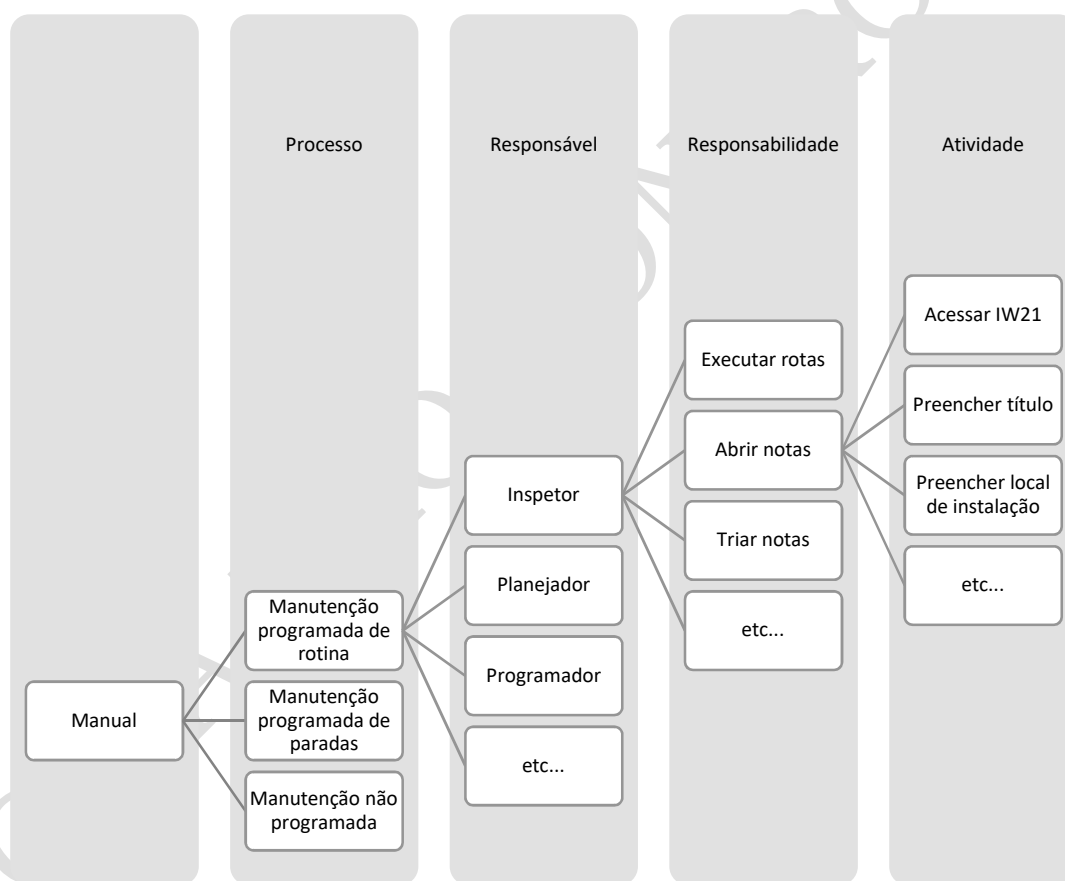 Processo
Responsável
Responsabilidade
Atividade
Manual
Manutenção
programada de
rotina
Manutenção
programada de
paradas
Manutenção não
programada
Inspetor
Planejador
Programador
etc...
Executar rotas
Abrir notas
Triar notas
etc...
Acessar IW21
Preencher título
Preencher local
de instalação
etc...